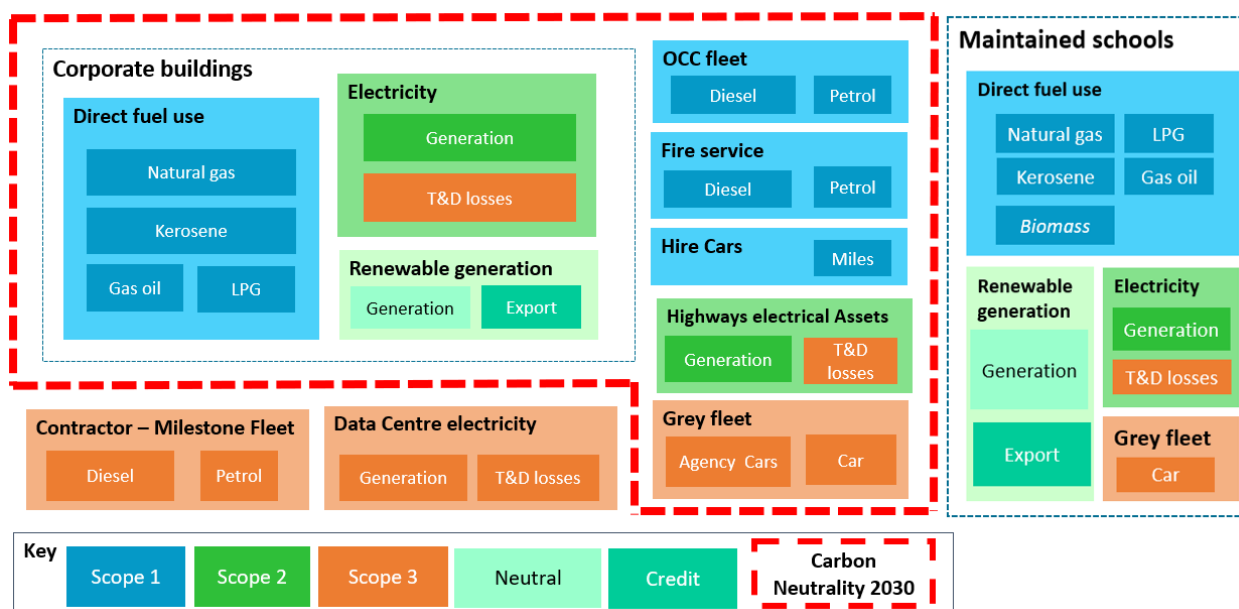 Corporate buildings
Direct fuel use
Natural gas
Kerosene
Gas oil
LPG
Electricity
Generation
T&D losses
Renewable generation
Generation
Export
OCC fleet
Diesel
Petrol
Fire service
Diesel
Petrol
Hire Cars
Miles
Highways electrical Assets
Generation
T&D
losses
Grey fleet
Agency Cars
Car
Contractor – Milestone Fleet
Diesel
Petrol
Data Centre electricity
Generation
T&D losses
Maintained schools
Direct fuel use
Natural gas
LPG
Kerosene
Gas oil
Biomass
Renewable
generation
Generation
Export
Electricity
Generation
T&D losses
Grey fleet
Car
Key
Scope 1
Scope 2
Scope 3
Neutral
Credit
Carbon
Neutrality 2030